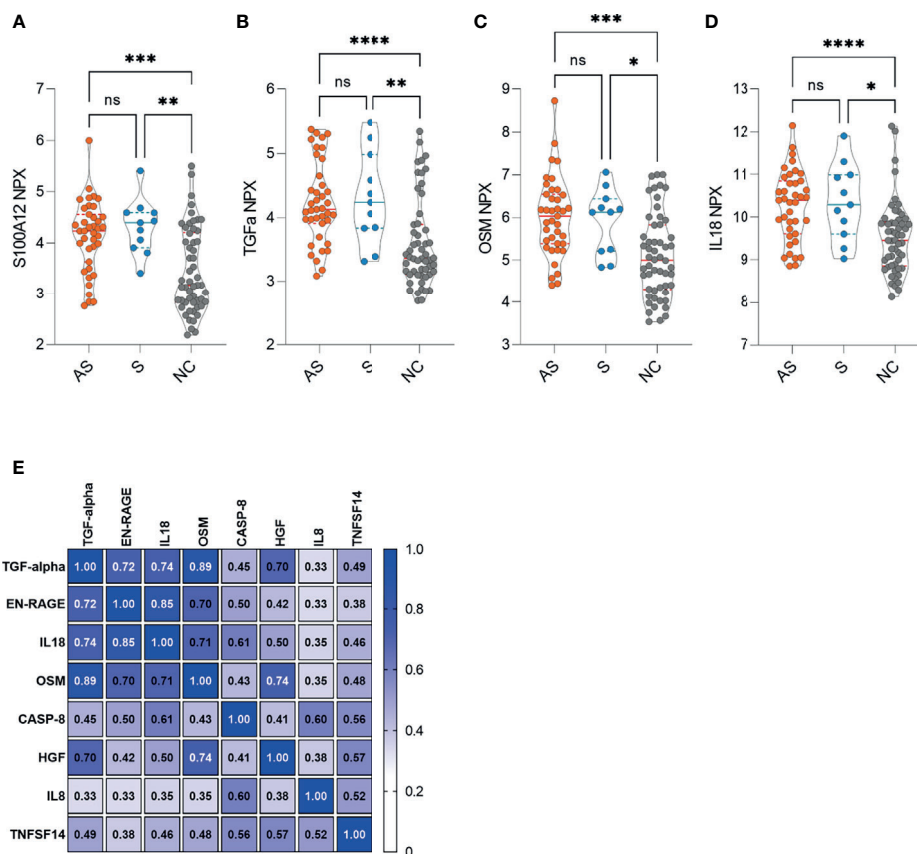 A
S100A12 NPX
7
6
5
4
3
2
***
ns
**
AS
S
NC
B
TGFa NPX
6
5
4
3
2
****
ns
**
AS
S
NC
C
OSM NPX
9
8
7
6
5
4
3
***
ns
*
AS
S
NC
D
IL18 NPX
13
12
11
10
9
8
7
****
ns
*
AS
S
NC
E
TGF-alpha
EN-RAGE
IL18
OSM
CASP-8
HGF
IL8
TNFSF14
TGF-alpha 1.00 0.72 0.74 0.89 0.45 0.70 0.33 0.49
EN-RAGE 0.72 1.00 0.85 0.70 0.50 0.42 0.33 0.38
IL18 0.74 0.85 1.00 0.71 0.61 0.50 0.35 0.46
OSM 0.89 0.70 0.71 1.00 0.43 0.74 0.35 0.48
CASP-8 0.45 0.50 0.61 0.43 1.00 0.41 0.60 0.56
HGF 0.70 0.42 0.50 0.74 0.41 1.00 0.38 0.57
IL8 0.33 0.33 0.35 0.35 0.60 0.38 1.00 0.52
TNFSF14 0.49 0.38 0.46 0.48 0.56 0.57 0.52 1.00
1.0
0.8
0.6
0.4
0.2
0